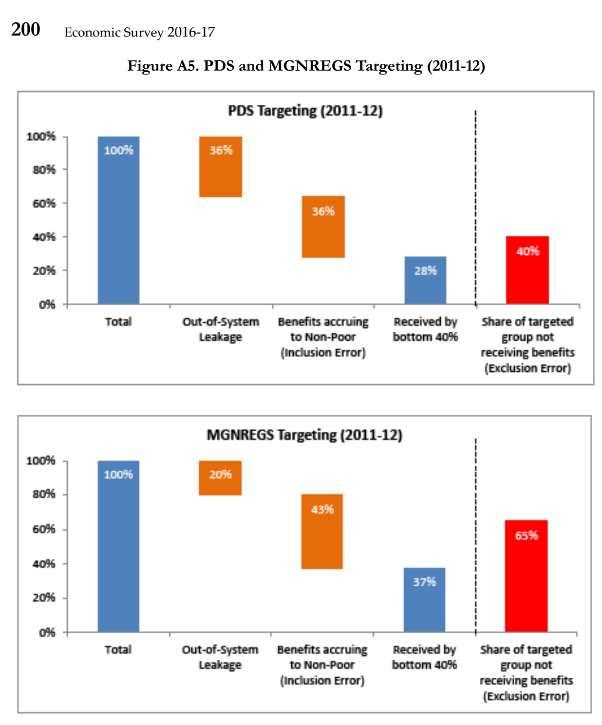 200 Economic Survey 2016-17
Figure A5. PDS and MGNREGS Targeting (2011-12)
PDS Targeting (2011-12)
100%
80%
60%
40%
20%
0%
100%
36%
36%
28%
40%
Total
Out-of-System
Leakage
Benefits accruing
to Non-Poor
(Inclusion Error)
Received by
bottom 40%
Share of targeted
group not
receiving benefits
(Exclusion Error)
MGNREGS Targeting (2011-12)
100%
80%
60%
40%
20%
0%
100%
20%
43%
37%
65%
Total
Out-of-System
Leakage
Benefits accruing
to Non-Poor
(Inclusion Error)
Received by
bottom 40%
Share of targeted
group not
receiving benefits
(Exclusion Error)